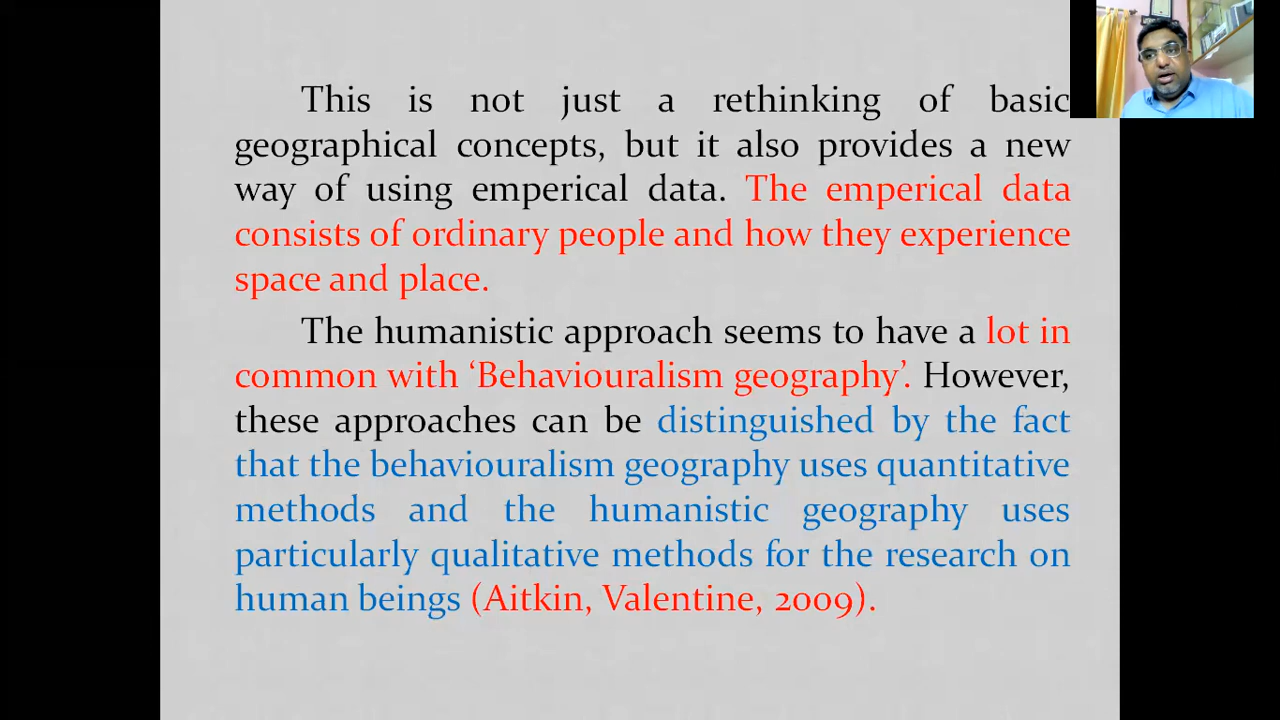 This is not just a rethinking of basic
geographical concepts, but it also provides a new
way of using emperical data. The emperical data
consists of ordinary people and how they experience
space and place.
The humanistic approach seems to have a lot in
common with ‘Behaviouralism geography’. However,
these approaches can be distinguished by the fact
that the behaviouralism geography uses quantitative
methods and the humanistic geography uses
particularly qualitative methods for the research on
human beings (Aitkin, Valentine, 2009).